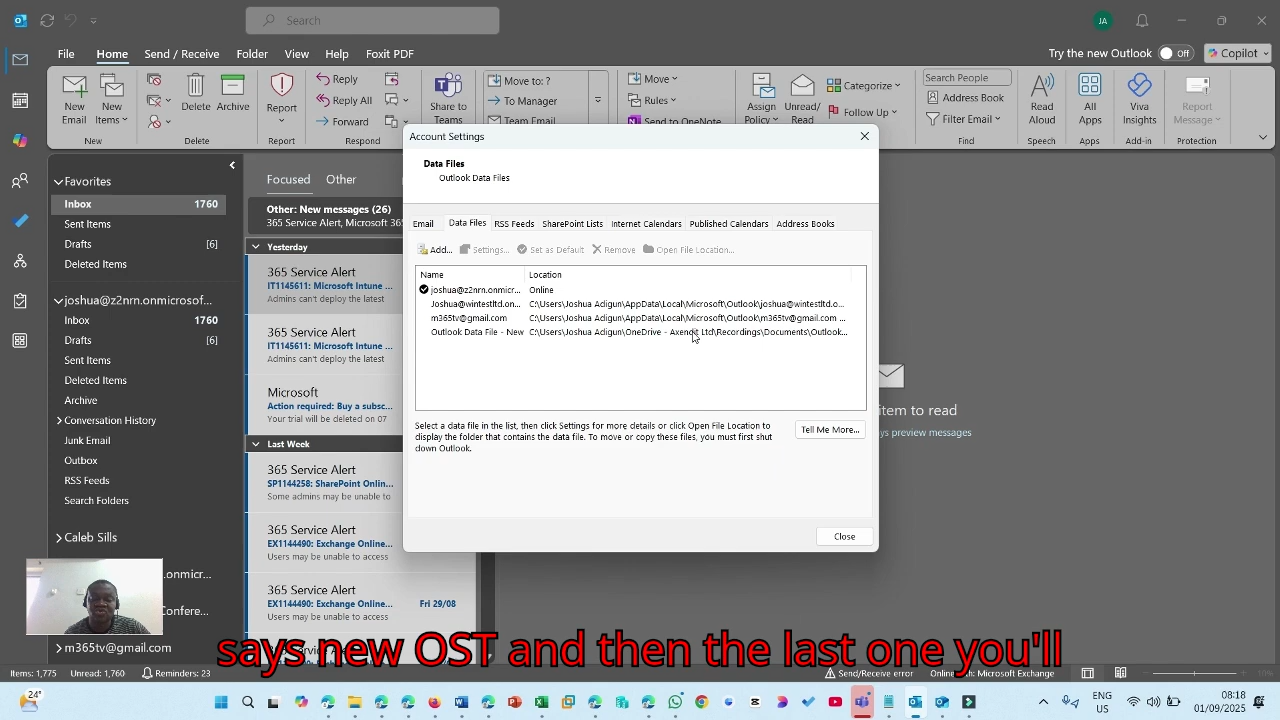 Search
JA
File Home Send / Receive Folder View Help Foxit PDF
Try the new Outlook Off Copilot
New Email
New Items
Delete
Archive
Report
Reply
Reply All
Forward
Share to Teams
Move to: ?
To Manager
Team Email
Move
Rules
Send to OneNote
Assign Policy
Unread/ Read
Categorize
Follow Up
Search People
Address Book
Filter Email
Read Aloud
All Apps
Viva Insights
Report Message
New Delete Report Respond Find Speech Apps Add-ins Protection
Favorites
Inbox 1760
Sent Items
Drafts [6]
Deleted Items
joshua@z2nrn.onmicrosof...
Inbox 1760
Drafts [6]
Sent Items
Deleted Items
Archive
Conversation History
Junk Email
Outbox
RSS Feeds
Search Folders
Caleb Sills
.onmicr...
Confere...
m365tv@gmail.com
Focused Other
Other: New messages (26)
365 Service Alert, Microsoft 365
Yesterday
365 Service Alert
IT1145611: Microsoft Intune -
Admins can't deploy the latest
365 Service Alert
IT1145611: Microsoft Intune -
Admins can't deploy the latest
Microsoft
Action required: Buy a subsc...
Your trial will be deleted on 07
Last Week
365 Service Alert
SP1144258: SharePoint Onlin...
Some admins may be unable to
365 Service Alert
EX1144490: Exchange Online...
Users may be unable to access
365 Service Alert
EX1144490: Exchange Online... Fri 29/08
Users may be unable to access
365 Service Alert
Account Settings
Data Files
Outlook Data Files
Email Data Files RSS Feeds SharePoint Lists Internet Calendars Published Calendars Address Books
Add... Settings... Set as Default Remove Open File Location...
Name Location
joshua@z2nrn.onmicr... Online
Joshua@wintestltd.on... C:\Users\Joshua Adigun\AppData\Local\Microsoft\Outlook\joshua@wintestltd.o...
m365tv@gmail.com C:\Users\Joshua Adigun\AppData\Local\Microsoft\Outlook\m365tv@gmail.com ...
Outlook Data File - New C:\Users\Joshua Adigun\OneDrive - Ltd\Recordings\Documents\Outlook...
Select a data file in the list, then click Settings for more details or click Open File Location to
display the folder that contains the data file. To move or copy these files, you must first shut
down Outlook.
Tell Me More...
Close
item to read
ys preview messages
says new OST and then the last one you'll
Items: 1,775 Unread: 1,760 Reminders: 23
Send/Receive error Microsoft Exchange 10%
24°
ENG
US
08:18
01/09/2025